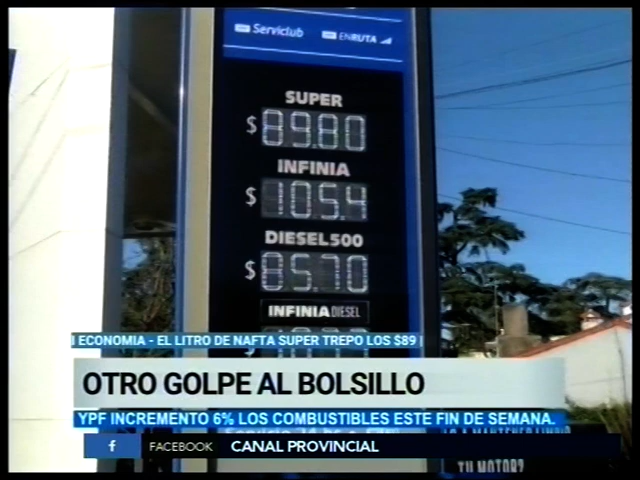 Serviclub ENRUTA
SUPER
$ 89.80
INFINIA
$ 105.4
DIESEL500
$ 85.70
INFINIA DIESEL
ECONOMIA - EL LITRO DE NAFTA SUPER TREPO LOS $89
OTRO GOLPE AL BOLSILLO
YPF INCREMENTO 6% LOS COMBUSTIBLES ESTE FIN DE SEMANA.
f FACEBOOK CANAL PROVINCIAL
TU MOTOR?